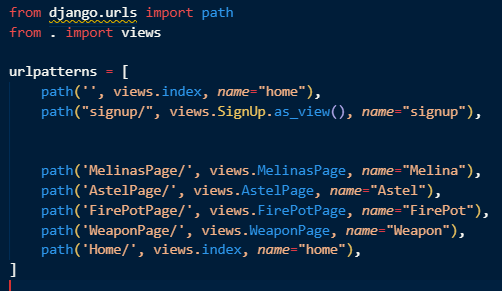 from django.urls import path
from . import views
urlpatterns = [
    path('', views.index, name="home"),
    path("signup/", views.SignUp.as_view(), name="signup"),
    path('MelinasPage/', views.MelinasPage, name="Melina"),
    path('AstelPage/', views.AstelPage, name="Astel"),
    path('FirePotPage/', views.FirePotPage, name="FirePot"),
    path('WeaponPage/', views.WeaponPage, name="Weapon"),
    path('Home/', views.index, name="home"),
]